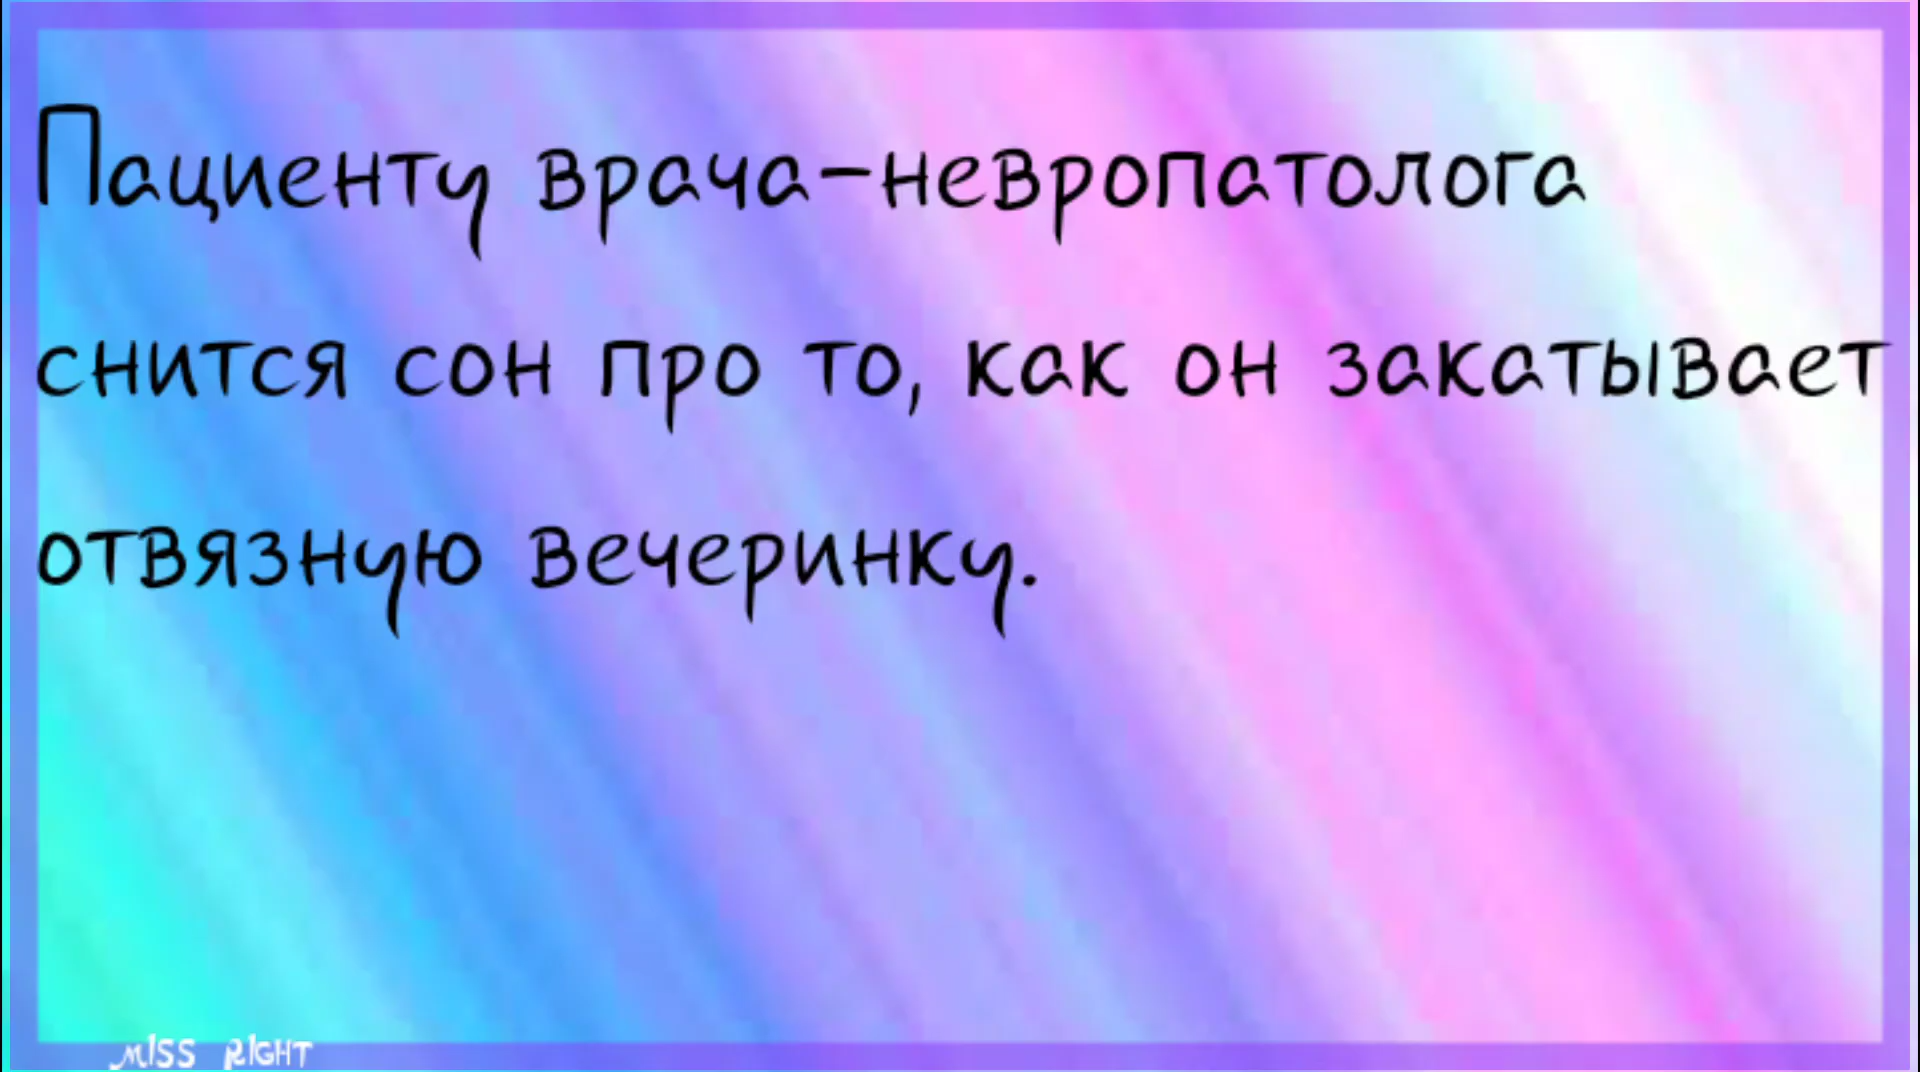 Пациенту врача-невропатолога
снится сон про то, как он закатывает
отвязную вечеринку.
MISS RIGHT